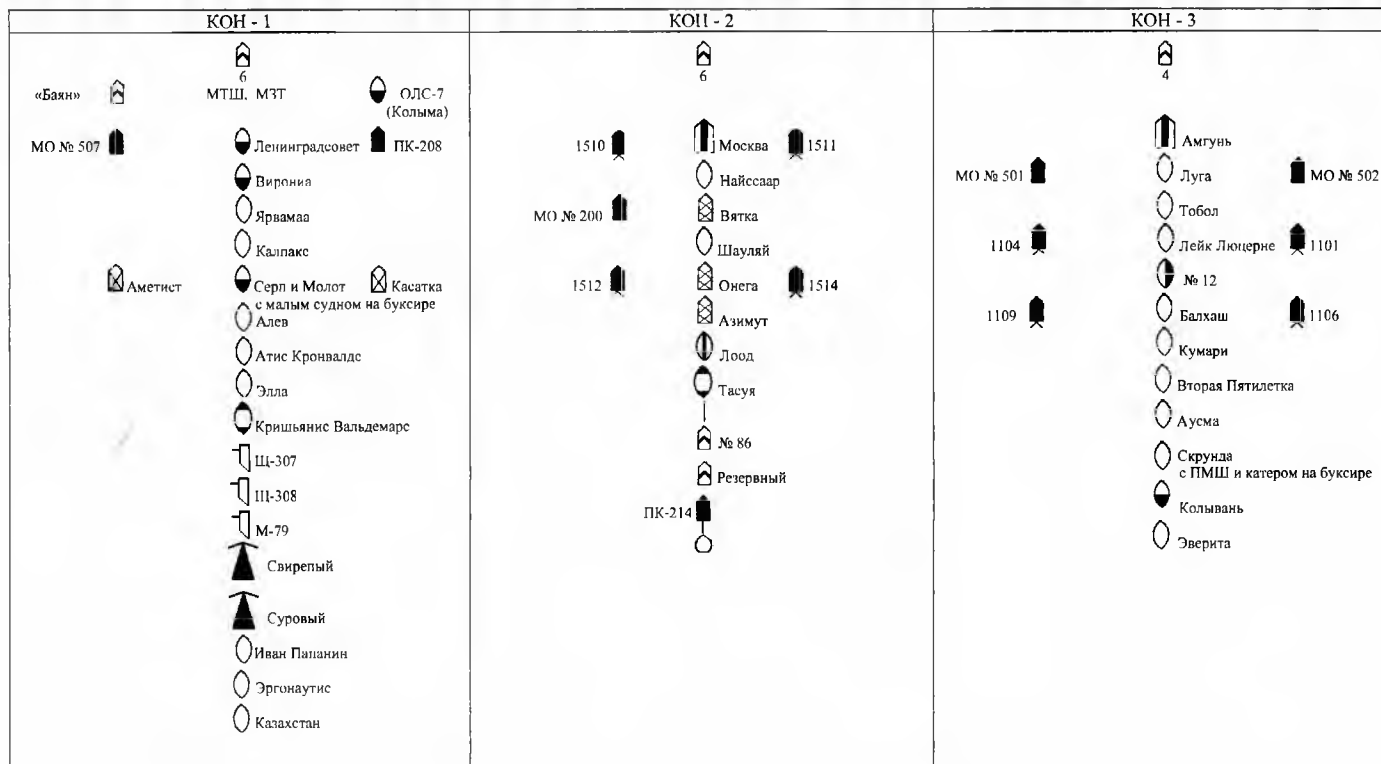 КОН - 1
6
«Баян»
МТЩ. МЗТ
ОЛС-7
(Колыма)
МО № 507
Ленинградсовет
ПК-208
Вирониа
Ярвамаа
Калпакс
Аметист
Серп и Молот
с малым судном на буксире
Касатка
Алев
Атис Кронвалдс
Элла
Кришьянис Вальдемарс
Щ-307
Щ-308
М-79
Свирепый
Суровый
Иван Папанин
Эргонаутис
Казахстан
КОН - 2
6
1510
Москва
1511
Найссаар
МО № 200
Вятка
Шауляй
1512
Онега
1514
Азимут
Лоод
Тасуя
№ 86
Резервный
ПК-214
КОН - 3
4
Амгунь
МО № 501
Луга
МО № 502
Тобол
1104
Лейк Люцерне
1101
№ 12
1109
Балхаш
1106
Кумари
Вторая Пятилетка
Аусма
Скрунда
с ПМШ и катером на буксире
Колывань
Эверита